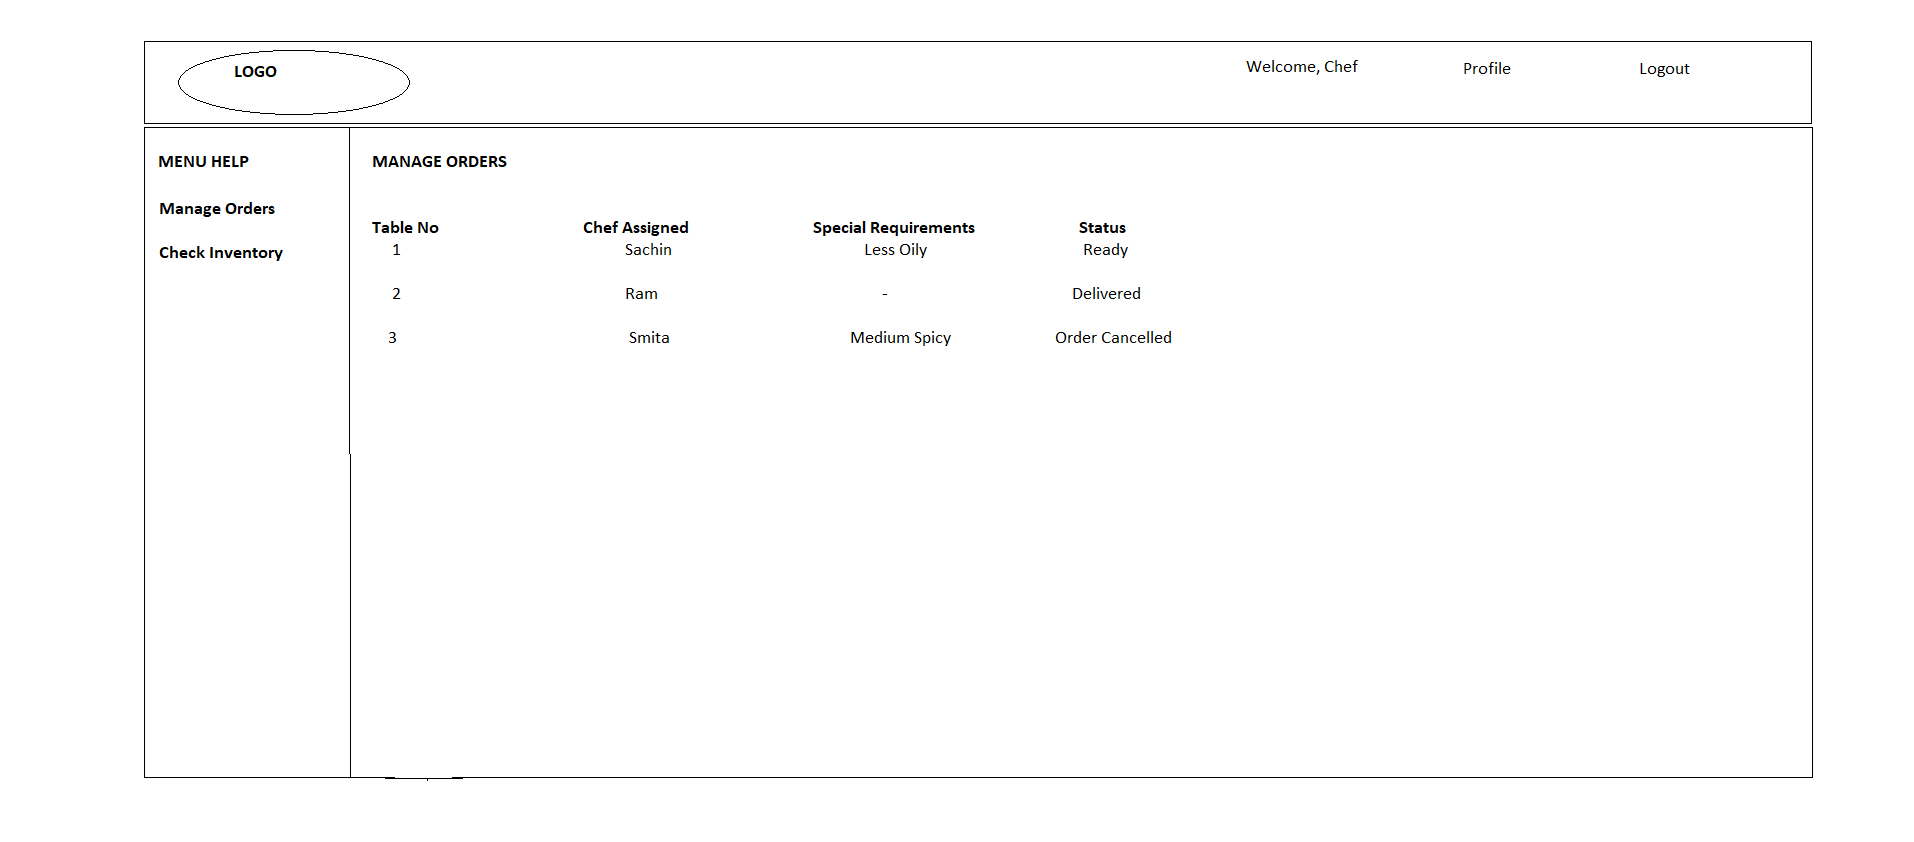 LOGO
Welcome, Chef Profile Logout
MENU HELP
Manage Orders
Check Inventory
MANAGE ORDERS
Table No Chef Assigned Special Requirements Status
1 Sachin Less Oily Ready
2 Ram - Delivered
3 Smita Medium Spicy Order Cancelled